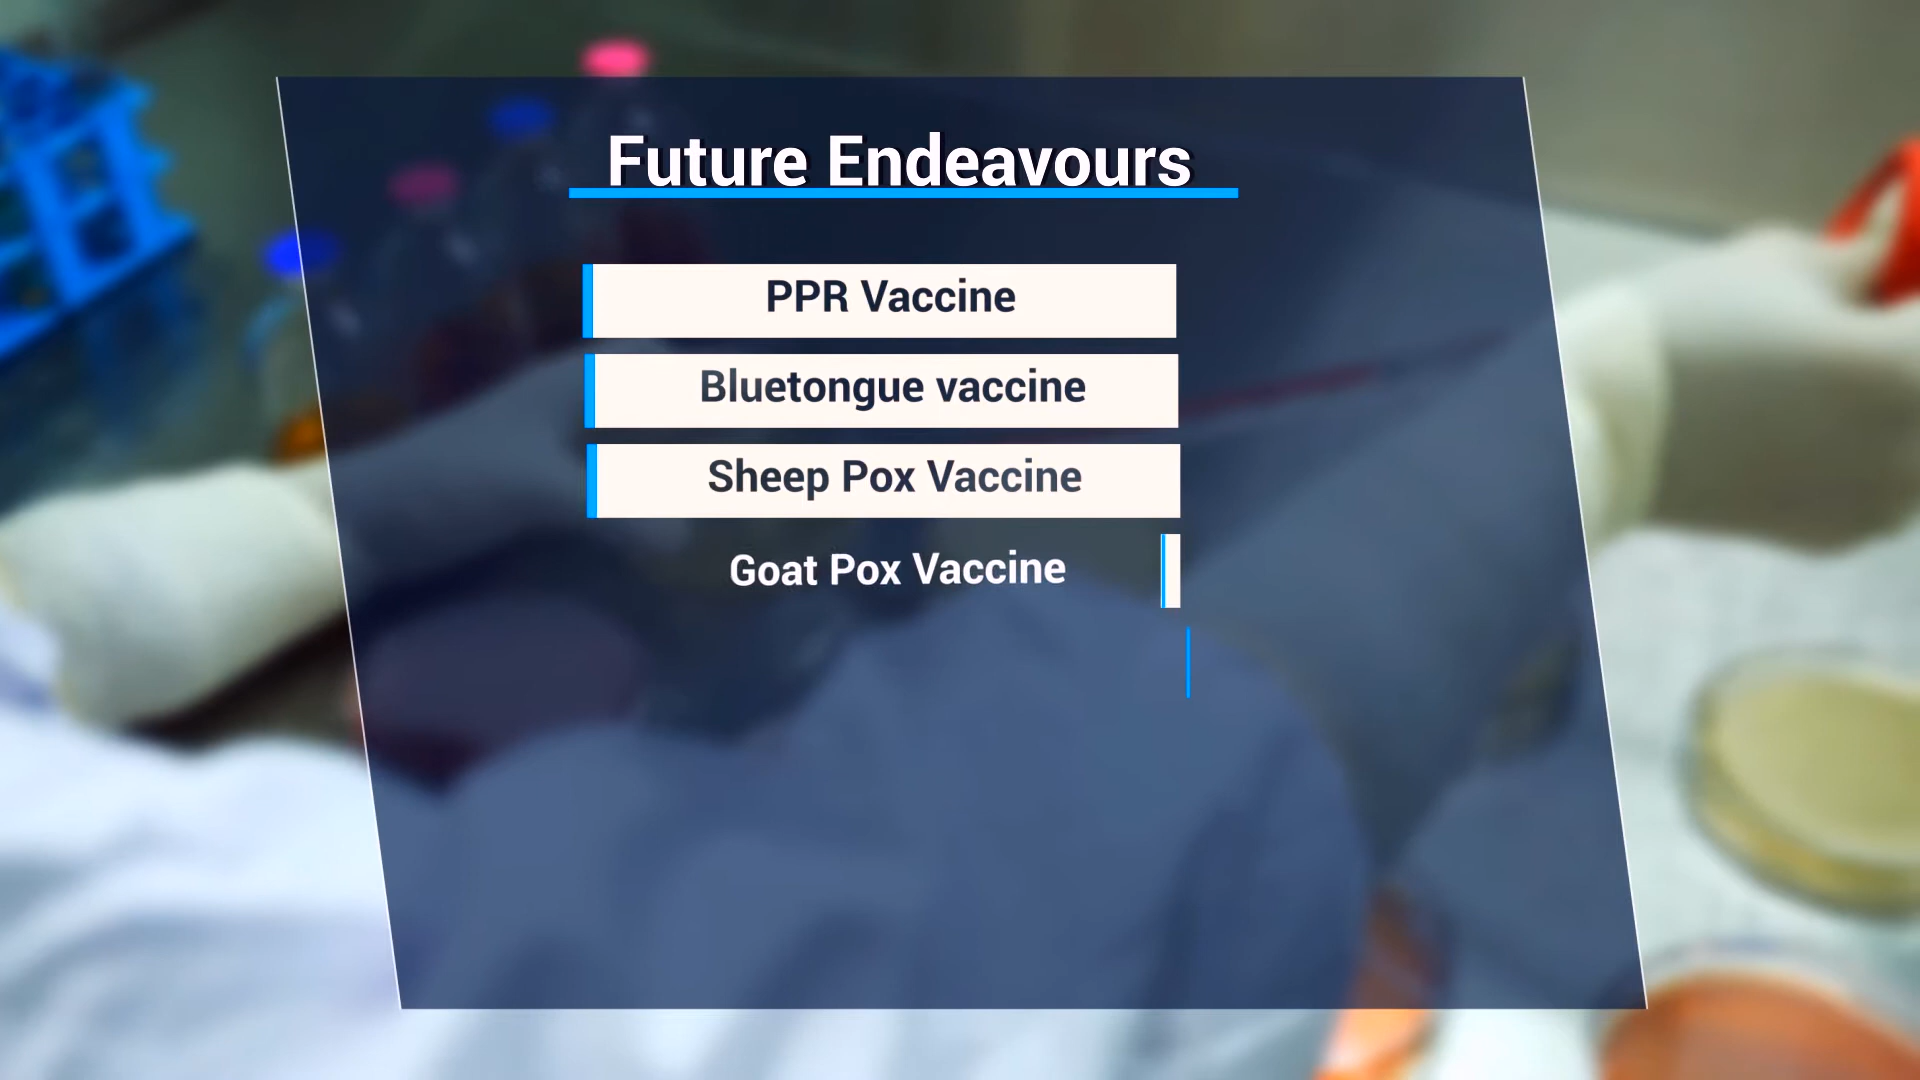 Future Endeavours
PPR Vaccine
Bluetongue vaccine
Sheep Pox Vaccine
Goat Pox Vaccine